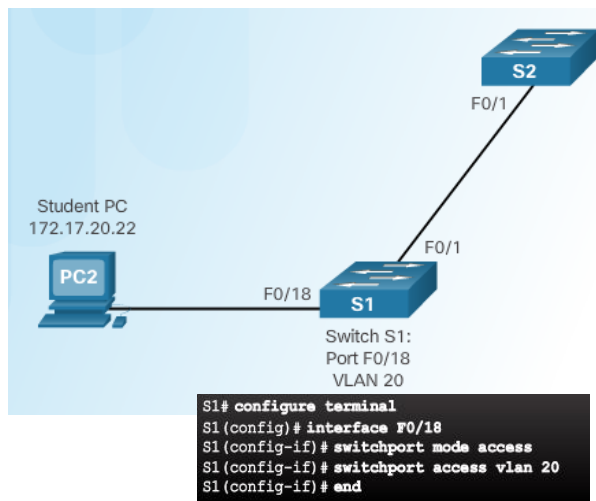 S2
F0/1
Student PC
172.17.20.22
PC2
F0/1
F0/18
S1
Switch S1:
Port F0/18
VLAN 20
S1# configure terminal
S1(config)# interface F0/18
S1(config-if)# switchport mode access
S1(config-if)# switchport access vlan 20
S1(config-if)# end